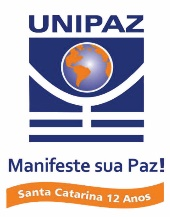 UNIPAZ
Manifeste sua Paz!
Santa Catarina 12 Anos